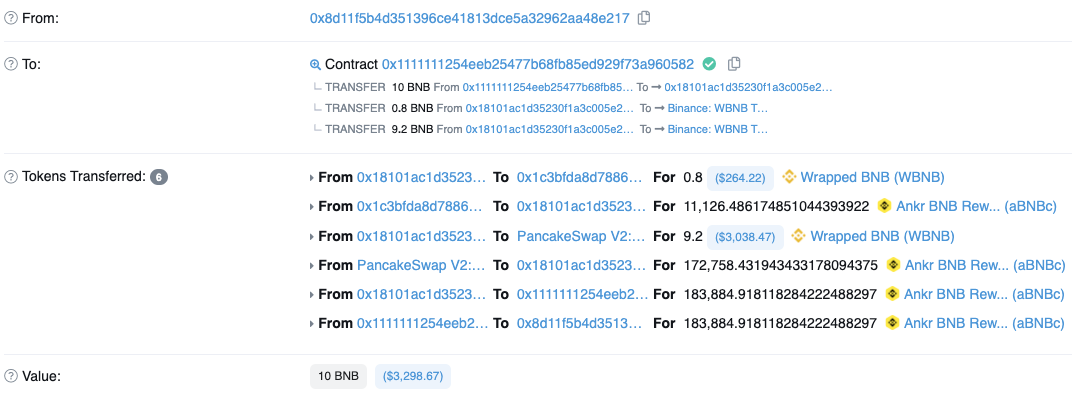 From: 0x8d11f5b4d351396ce41813dce5a32962aa48e217
To: Contract 0x1111111254eeb25477b68fb85ed929f73a960582
TRANSFER 10 BNB From 0x1111111254eeb25477b68fb85... To → 0x18101ac1d35230f1a3c005e2...
TRANSFER 0.8 BNB From 0x18101ac1d35230f1a3c005e2... To → Binance: WBNB T...
TRANSFER 9.2 BNB From 0x18101ac1d35230f1a3c005e2... To → Binance: WBNB T...
Tokens Transferred: 6
From 0x18101ac1d3523... To 0x1c3bfda8d7886... For 0.8 ($264.22) Wrapped BNB (WBNB)
From 0x1c3bfda8d7886... To 0x18101ac1d3523... For 11,126.486174851044393922 Ankr BNB Rew... (aBNBc)
From 0x18101ac1d3523... To PancakeSwap V2:... For 9.2 ($3,038.47) Wrapped BNB (WBNB)
From PancakeSwap V2:... To 0x18101ac1d3523... For 172,758.431943433178094375 Ankr BNB Rew... (aBNBc)
From 0x18101ac1d3523... To 0x1111111254eeb2... For 183,884.918118284222488297 Ankr BNB Rew... (aBNBc)
From 0x1111111254eeb2... To 0x8d11f5b4d3513... For 183,884.918118284222488297 Ankr BNB Rew... (aBNBc)
Value: 10 BNB ($3,298.67)